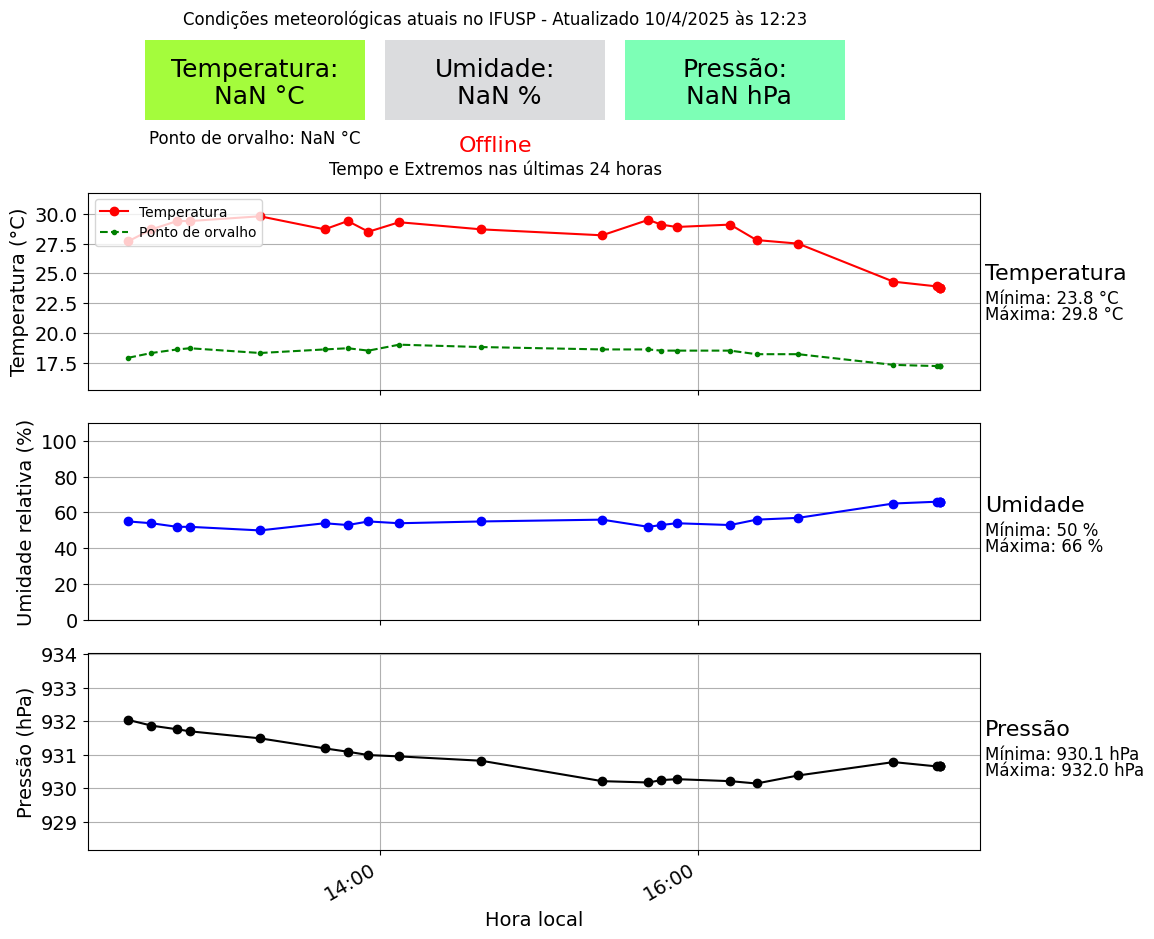 Condições meteorológicas atuais no IFUSP - Atualizado 10/4/2025 às 12:23
Temperatura:
NaN °C
Umidade:
NaN %
Pressão:
NaN hPa
Ponto de orvalho: NaN °C
Offline
Tempo e Extremos nas últimas 24 horas
Temperatura (°C)
30.0
27.5
25.0
22.5
20.0
17.5
Temperatura
Ponto de orvalho
Temperatura
Mínima: 23.8 °C
Máxima: 29.8 °C
Umidade relativa (%)
100
80
60
40
20
0
Umidade
Mínima: 50 %
Máxima: 66 %
Pressão (hPa)
934
933
932
931
930
929
Pressão
Mínima: 930.1 hPa
Máxima: 932.0 hPa
14:00
16:00
Hora local